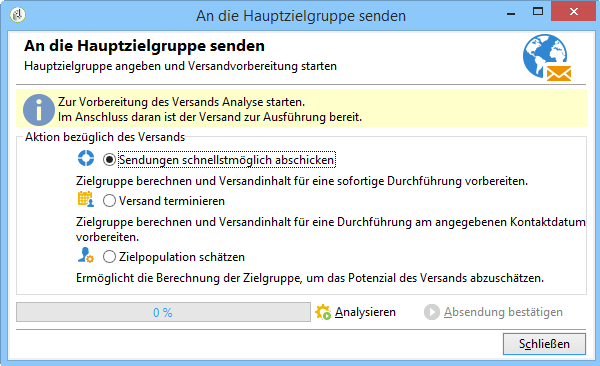 An die Hauptzielgruppe senden
An die Hauptzielgruppe senden
Hauptzielgruppe angeben und Versandvorbereitung starten
Zur Vorbereitung des Versands Analyse starten.
Im Anschluss daran ist der Versand zur Ausführung bereit.
Aktion bezüglich des Versands
Sendungen schnellstmöglich abschicken
Zielgruppe berechnen und Versandinhalt für eine sofortige Durchführung vorbereiten.
Versand terminieren
Zielgruppe berechnen und Versandinhalt für eine Durchführung am angegebenen Kontaktdatum
vorbereiten.
Zielpopulation schätzen
Ermöglicht die Berechnung der Zielgruppe, um das Potenzial des Versands abzuschätzen.
0 % Analysieren Absendung bestätigen
Schließen